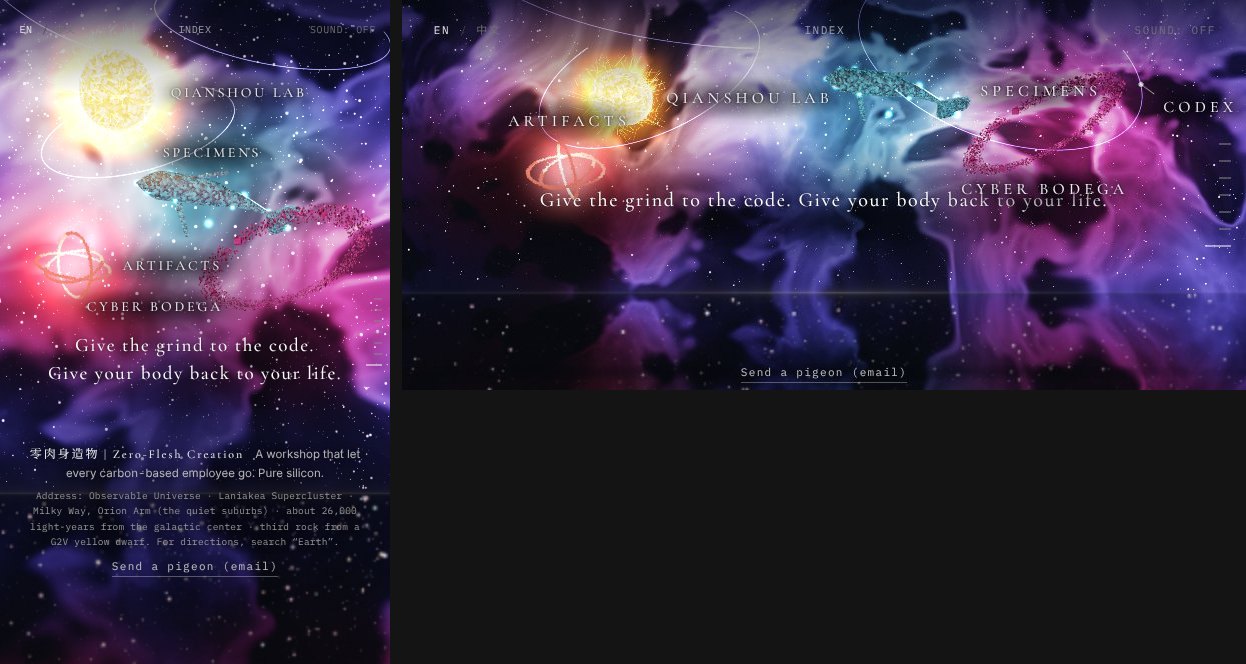 EN / INDEX SOUND: OFF
QIANSHOU LAB
SPECIMENS
ARTIFACTS
CYBER BODEGA
Give the grind to the code.
Give your body back to your life.
零肉身造物 | Zero-Flesh Creation A workshop that let
every carbon-based employee go. Pure silicon.
Address: Observable Universe · Laniakea Supercluster ·
Milky Way, Orion Arm (the quiet suburbs) · about 26,000
light-years from the galactic center · third rock from a
G2V yellow dwarf. For directions, search “Earth”.
Send a pigeon (email)
EN / 中文 INDEX SOUND: OFF
QIANSHOU LAB
SPECIMENS
CODEX
ARTIFACTS
CYBER BODEGA
Give the grind to the code. Give your body back to your life.
Send a pigeon (email)